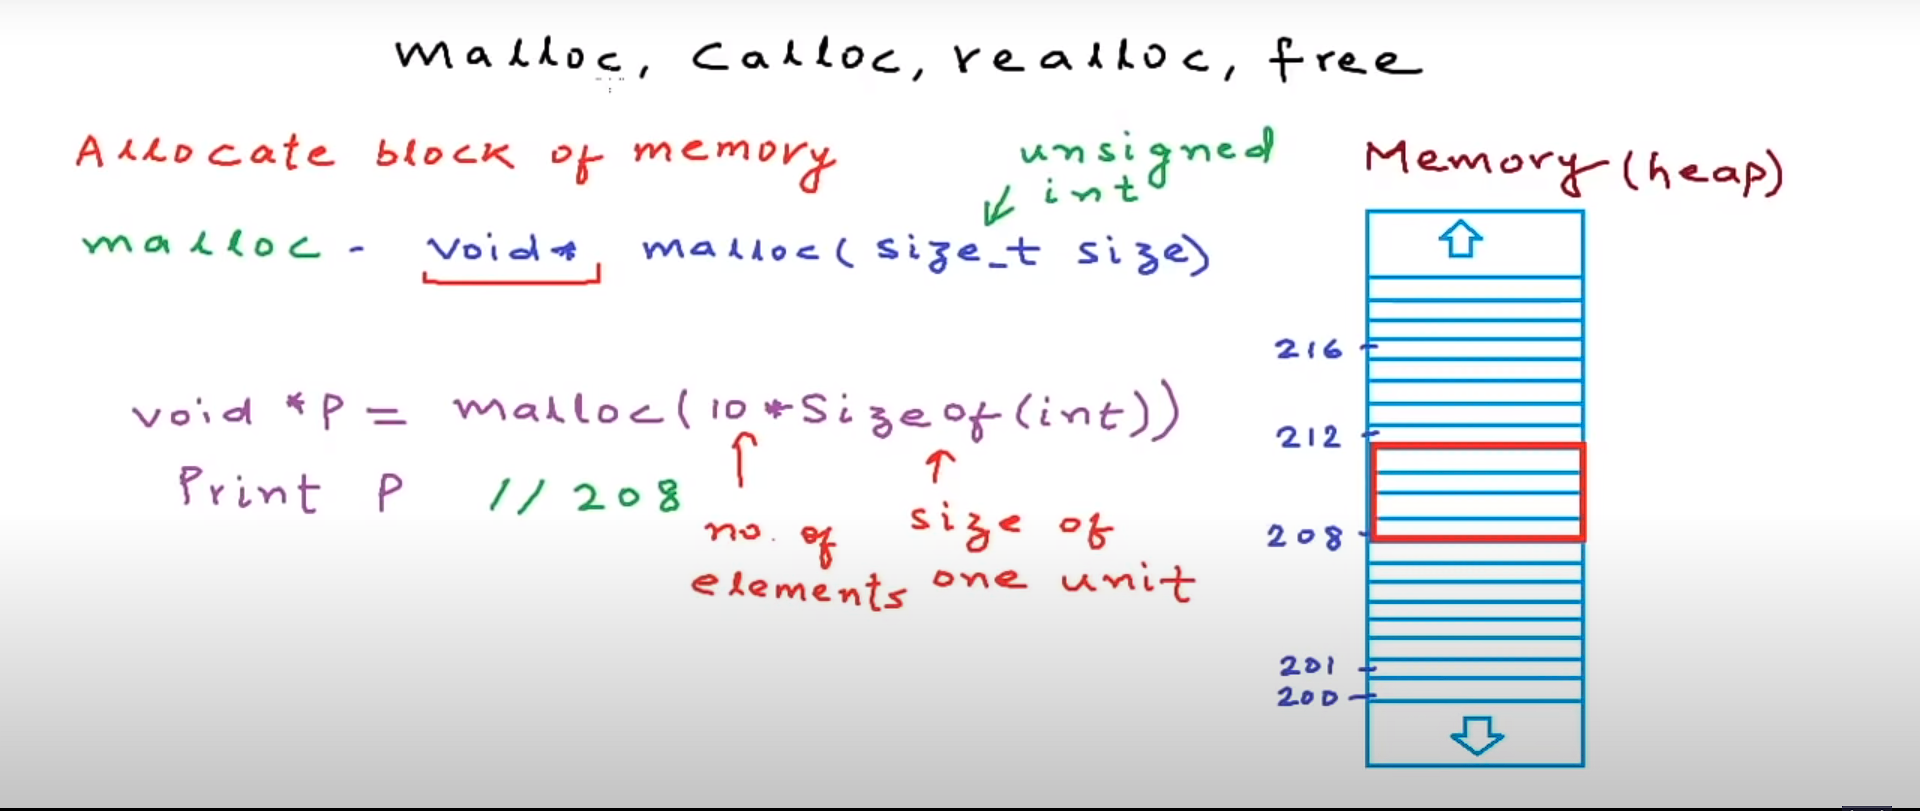 malloc, calloc, realloc, free
Allocate block of memory
unsigned
int
malloc - void* malloc(size_t size)
void *P = malloc(10*Sizeof(int))
Print P // 208
no. of
elements
size of
one unit
Memory(heap)
216
212
208
201
200